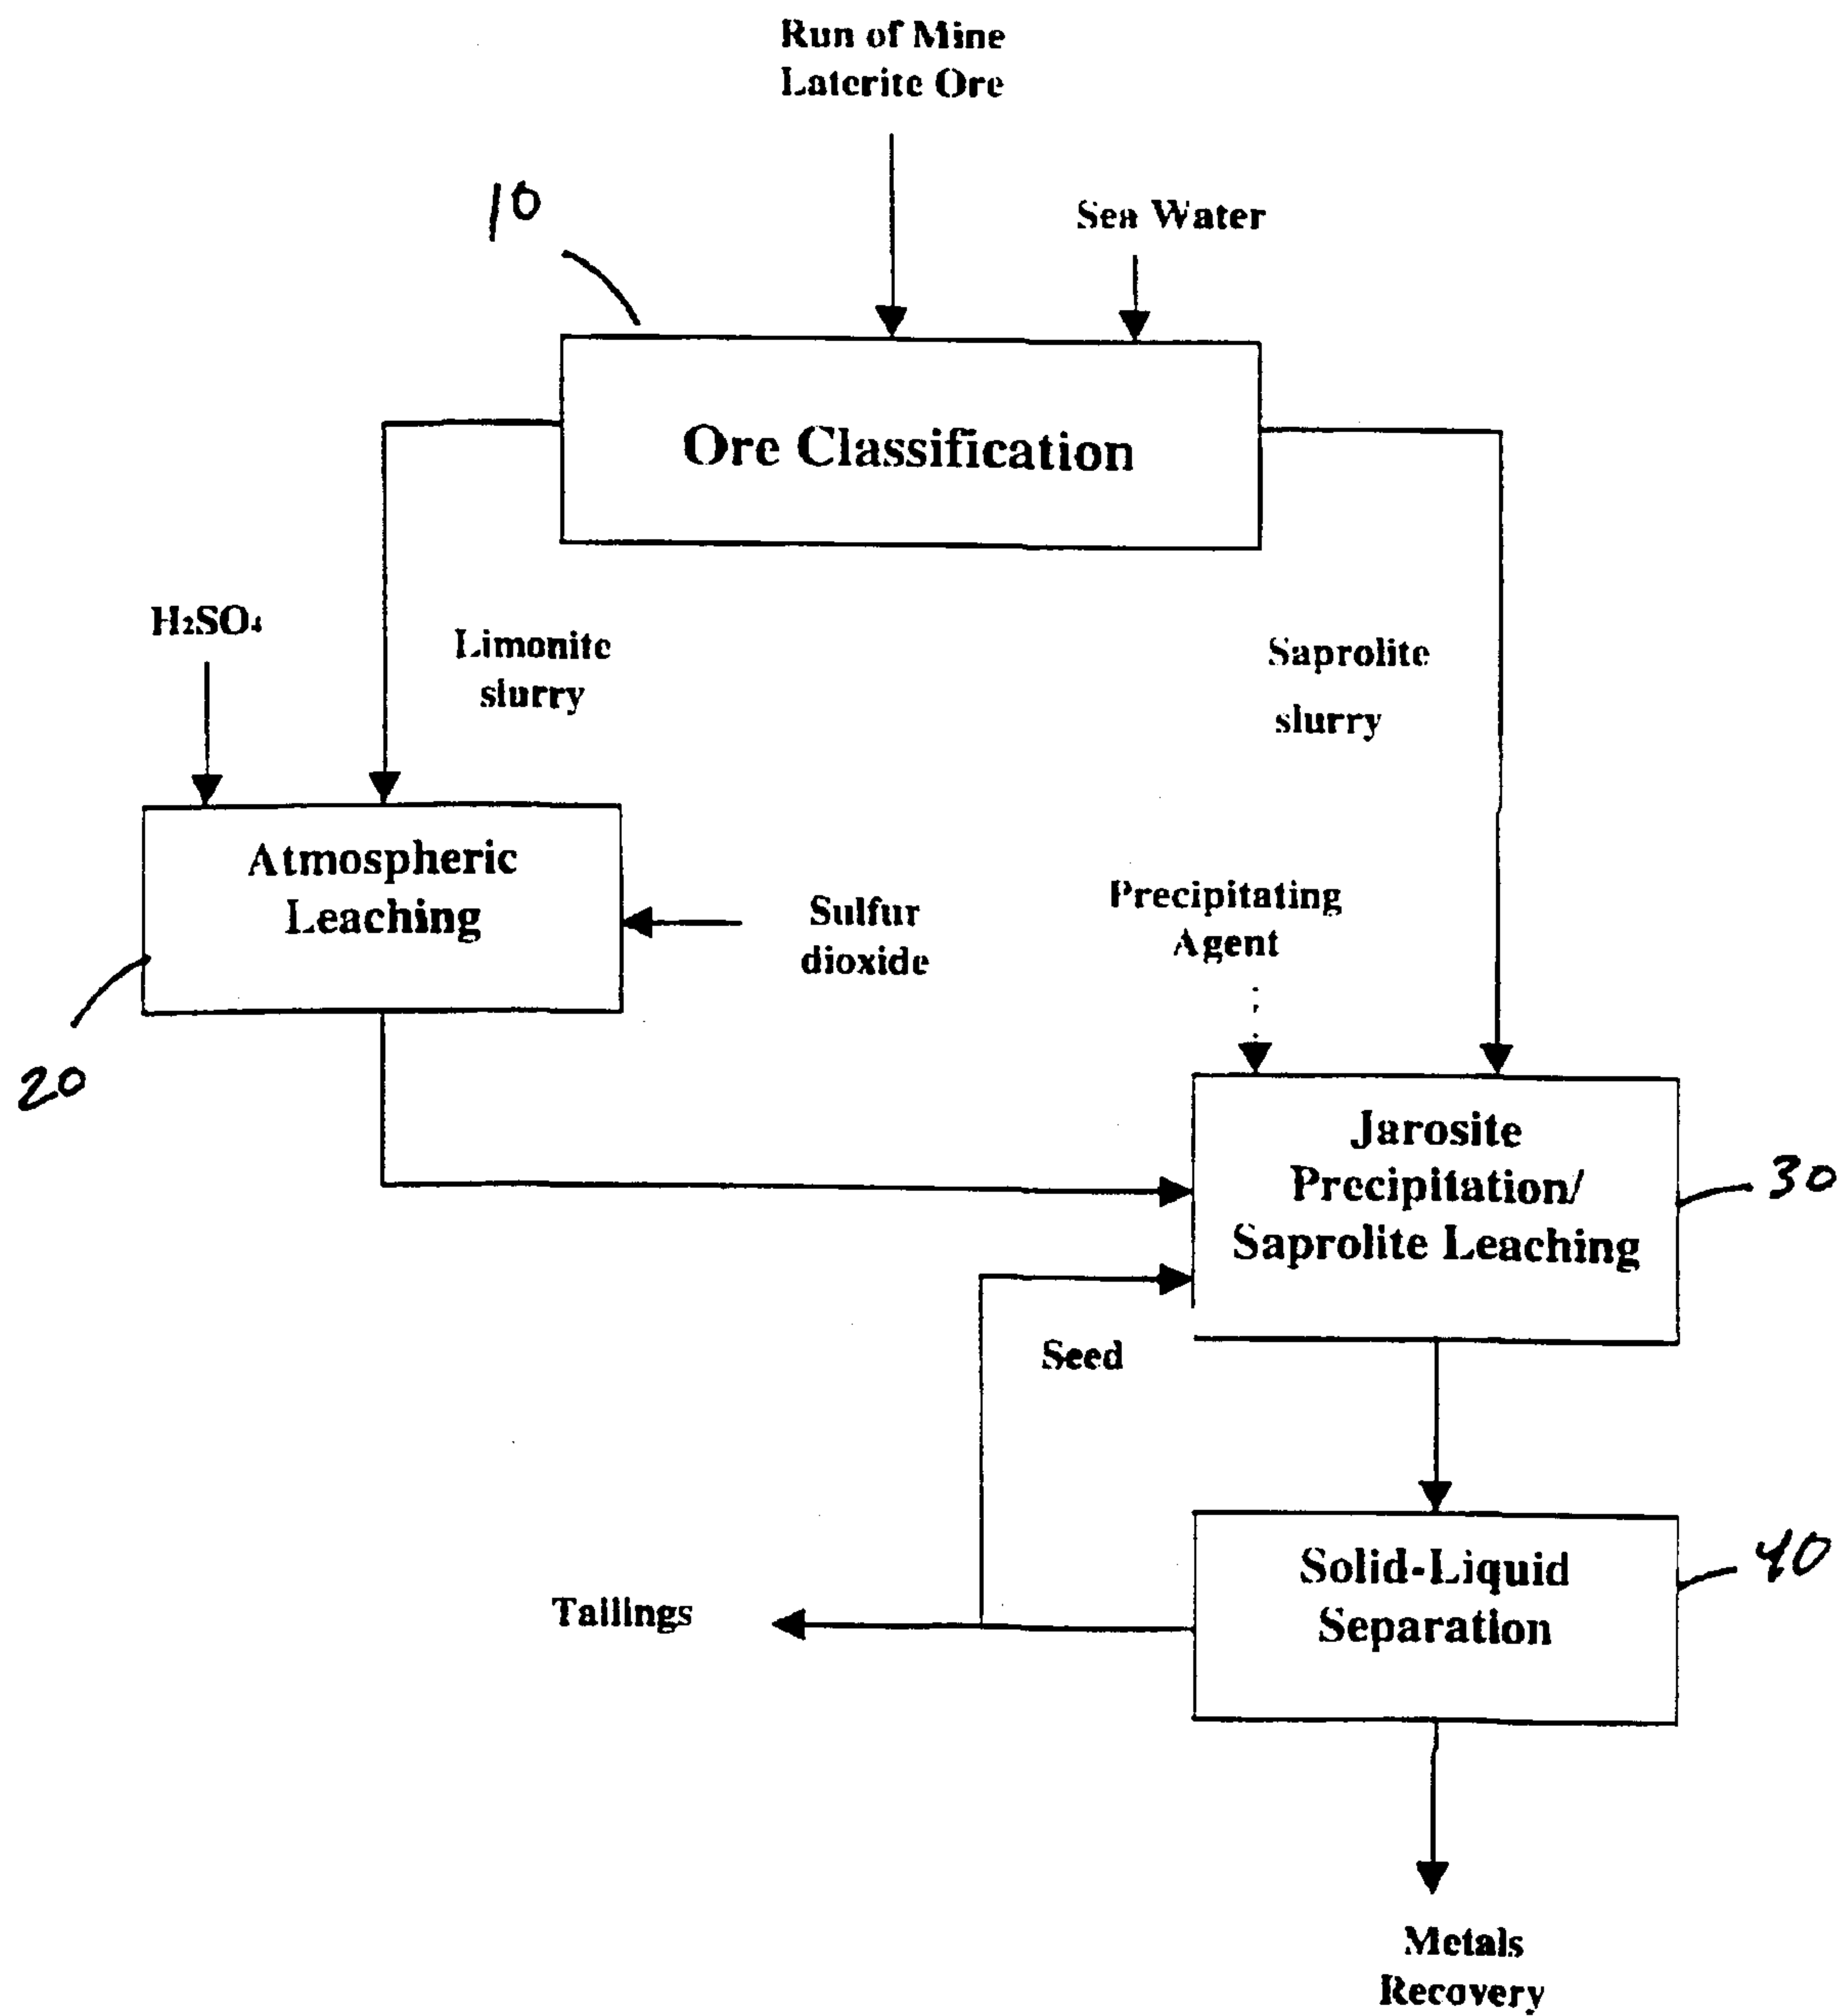 Run of Mine
Laterite Ore
10
Sea Water
Ore Classification
H₂SO₄
Limonite
slurry
Saprolite
slurry
Atmospheric
Leaching
Sulfur
dioxide
Precipitating
Agent
20
Jarosite
Precipitation/
Saprolite Leaching
30
Seed
Solid-Liquid
Separation
40
Tailings
Metals
Recovery